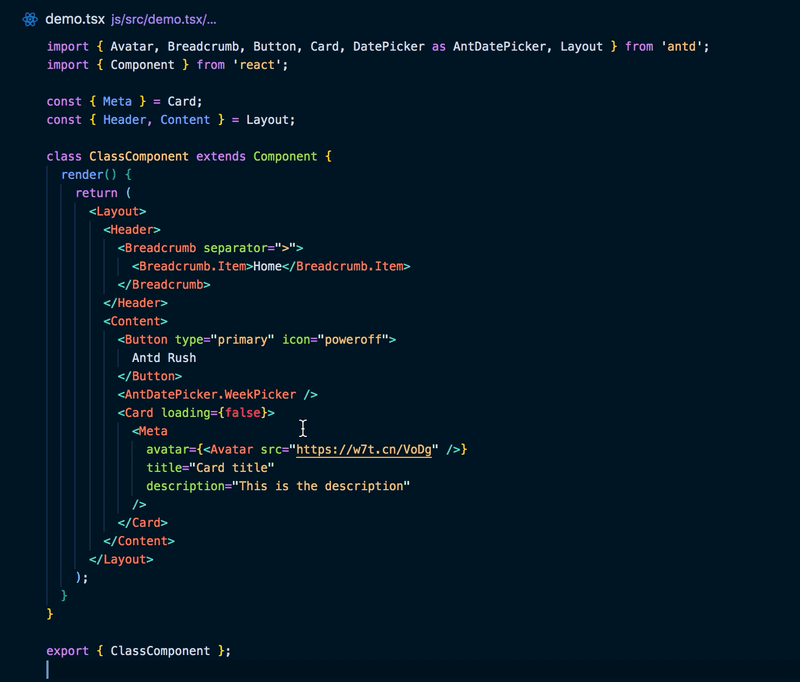 demo.tsx js/src/demo.tsx/...
import { Avatar, Breadcrumb, Button, Card, DatePicker as AntDatePicker, Layout } from 'antd';
import { Component } from 'react';
const { Meta } = Card;
const { Header, Content } = Layout;
class ClassComponent extends Component {
render() {
return (
<Layout>
<Header>
<Breadcrumb separator=">">
<Breadcrumb.Item>Home</Breadcrumb.Item>
</Breadcrumb>
</Header>
<Content>
<Button type="primary" icon="poweroff">
Antd Rush
</Button>
<AntDatePicker.WeekPicker />
<Card loading={false}>
<Meta
avatar={<Avatar src="https://w7t.cn/VoDg" />}
title="Card title"
description="This is the description"
/>
</Card>
</Content>
</Layout>
);
}
}
export { ClassComponent };